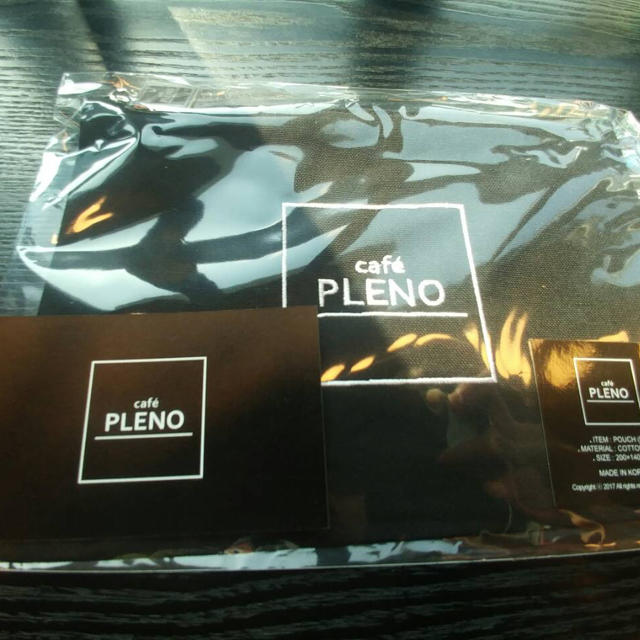 café
PLENO
café
PLENO
café
PLENO
ITEM : POUCH
MATERIAL : COTTO
SIZE : 200×140
MADE IN KOR
Copyright ⓒ 2017 All rights